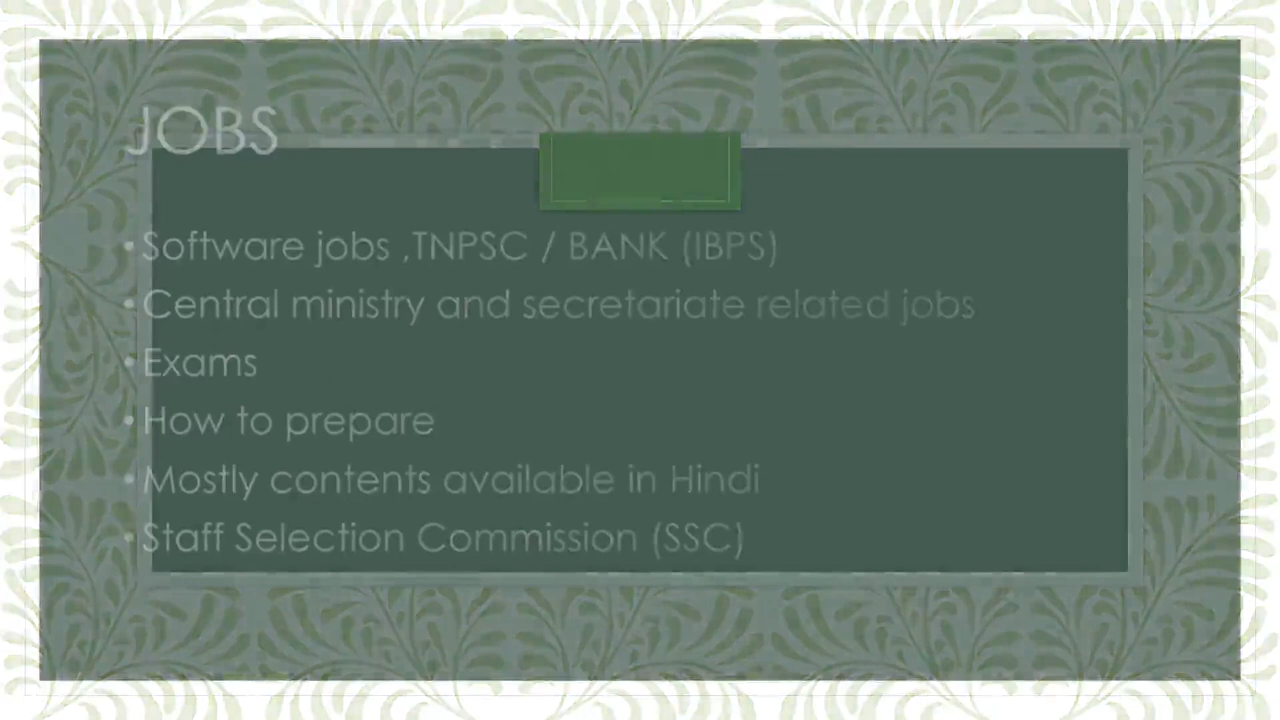 JOBS
• Software jobs ,TNPSC / BANK (IBPS)
• Central ministry and secretariate related jobs
• Exams
• How to prepare
• Mostly contents available in Hindi
• Staff Selection Commission (SSC)